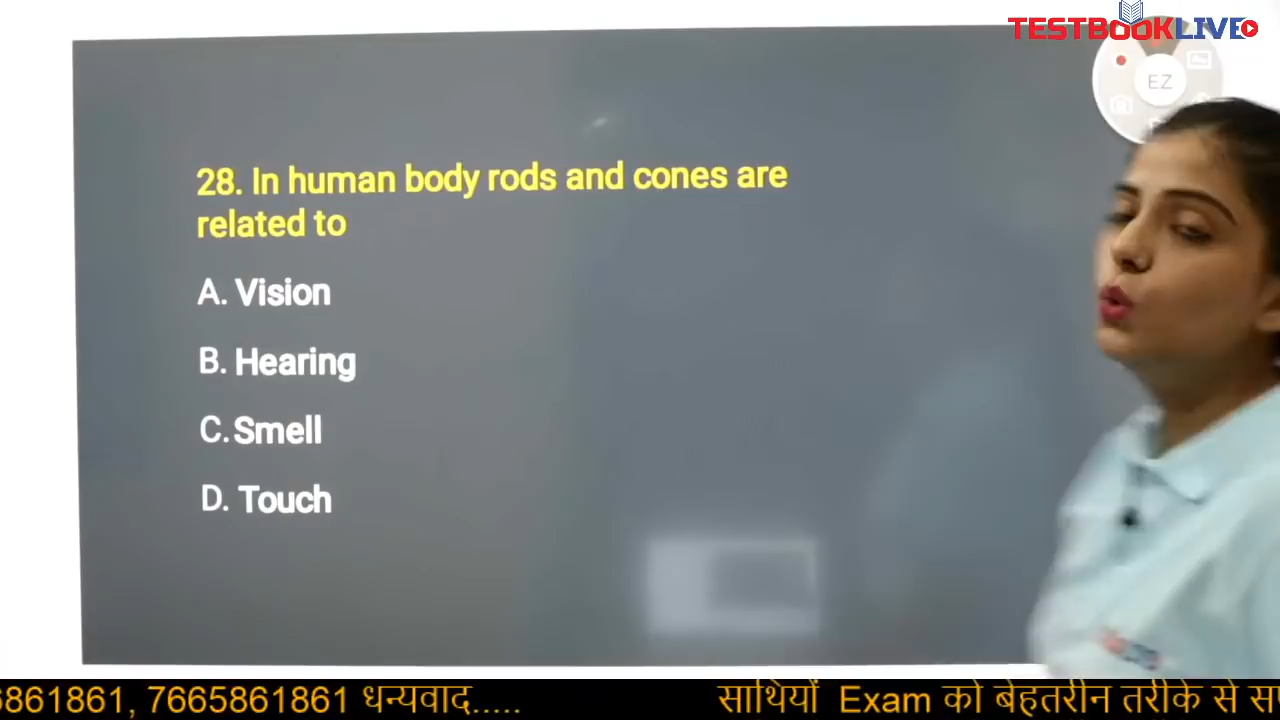 TESTBOOKLIVE
EZ
28. In human body rods and cones are
related to
A. Vision
B. Hearing
C. Smell
D. Touch
861861, 7665861861 धन्यवाद..... साथियों Exam को बेहतरीन तरीके से